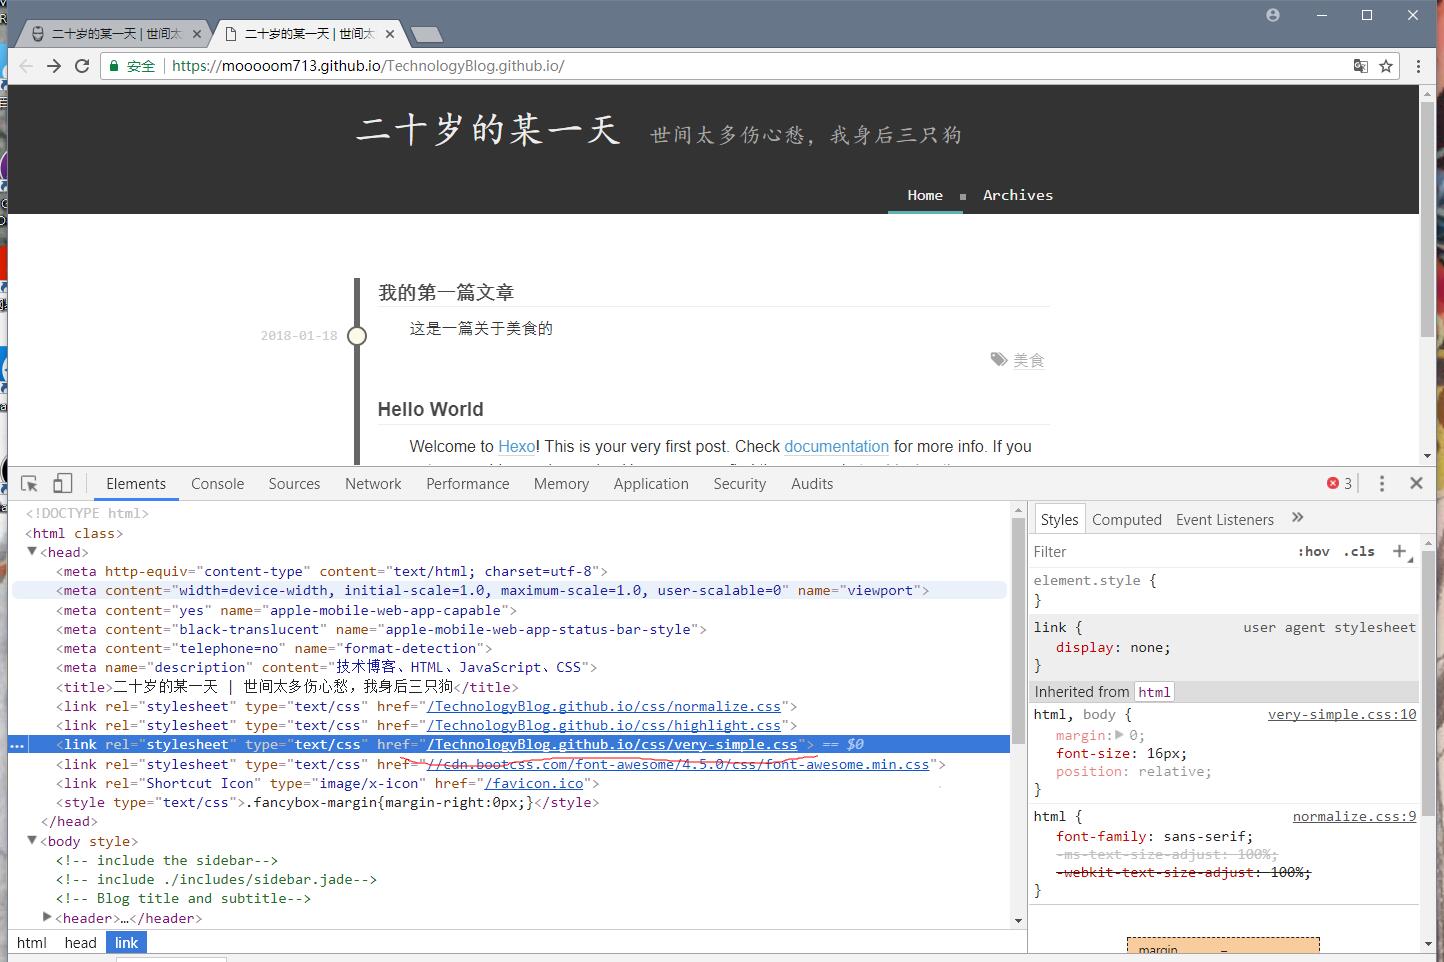 二十岁的某一天 | 世间太
二十岁的某一天 | 世间太
安全 https://mooooom713.github.io/TechnologyBlog.github.io/
二十岁的某一天 世间太多伤心愁，我身后三只狗
Home Archives
我的第一篇文章
这是一篇关于美食的
2018-01-18
美食
Hello World
Welcome to Hexo! This is your very first post. Check documentation for more info. If you
Elements Console Sources Network Performance Memory Application Security Audits 3
<!DOCTYPE html>
<html class>
<head>
<meta http-equiv="content-type" content="text/html; charset=utf-8">
<meta content="width=device-width, initial-scale=1.0, maximum-scale=1.0, user-scalable=0" name="viewport">
<meta content="yes" name="apple-mobile-web-app-capable">
<meta content="black-translucent" name="apple-mobile-web-app-status-bar-style">
<meta content="telephone=no" name="format-detection">
<meta name="description" content="技术博客、HTML、JavaScript、CSS">
<title>二十岁的某一天 | 世间太多伤心愁，我身后三只狗</title>
<link rel="stylesheet" type="text/css" href="/TechnologyBlog.github.io/css/normalize.css">
<link rel="stylesheet" type="text/css" href="/TechnologyBlog.github.io/css/highlight.css">
... <link rel="stylesheet" type="text/css" href="/TechnologyBlog.github.io/css/very-simple.css"> == $0
<link rel="stylesheet" type="text/css" href="//cdn.bootcss.com/font-awesome/4.5.0/css/font-awesome.min.css">
<link rel="Shortcut Icon" type="image/x-icon" href="/favicon.ico">
<style type="text/css">.fancybox-margin{margin-right:0px;}</style>
</head>
<body style>
<!-- include the sidebar-->
<!-- include ./includes/sidebar.jade-->
<!-- Blog title and subtitle-->
<header>…</header>
html head link
Styles Computed Event Listeners »
Filter :hov .cls +
element.style {
}
link { user agent stylesheet
display: none;
}
Inherited from html
html, body { very-simple.css:10
margin: 0;
font-size: 16px;
position: relative;
}
html { normalize.css:9
font-family: sans-serif;
-ms-text-size-adjust: 100%;
-webkit-text-size-adjust: 100%;
}
margin –